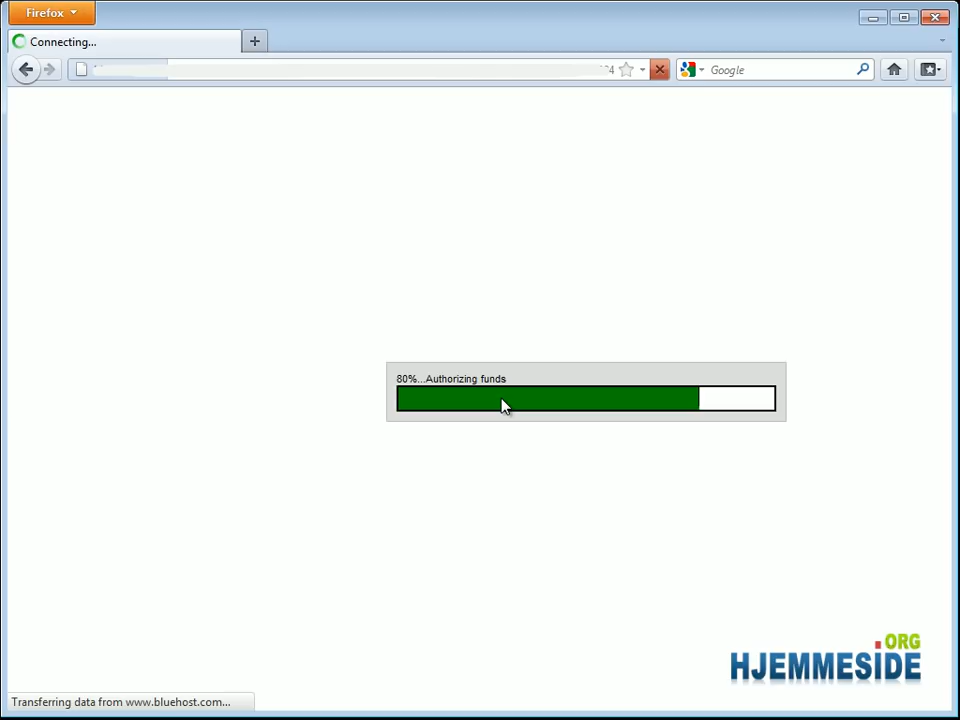 Firefox
Connecting...
Google
80%...Authorizing funds
.ORG
HJEMMESIDE
Transferring data from www.bluehost.com...